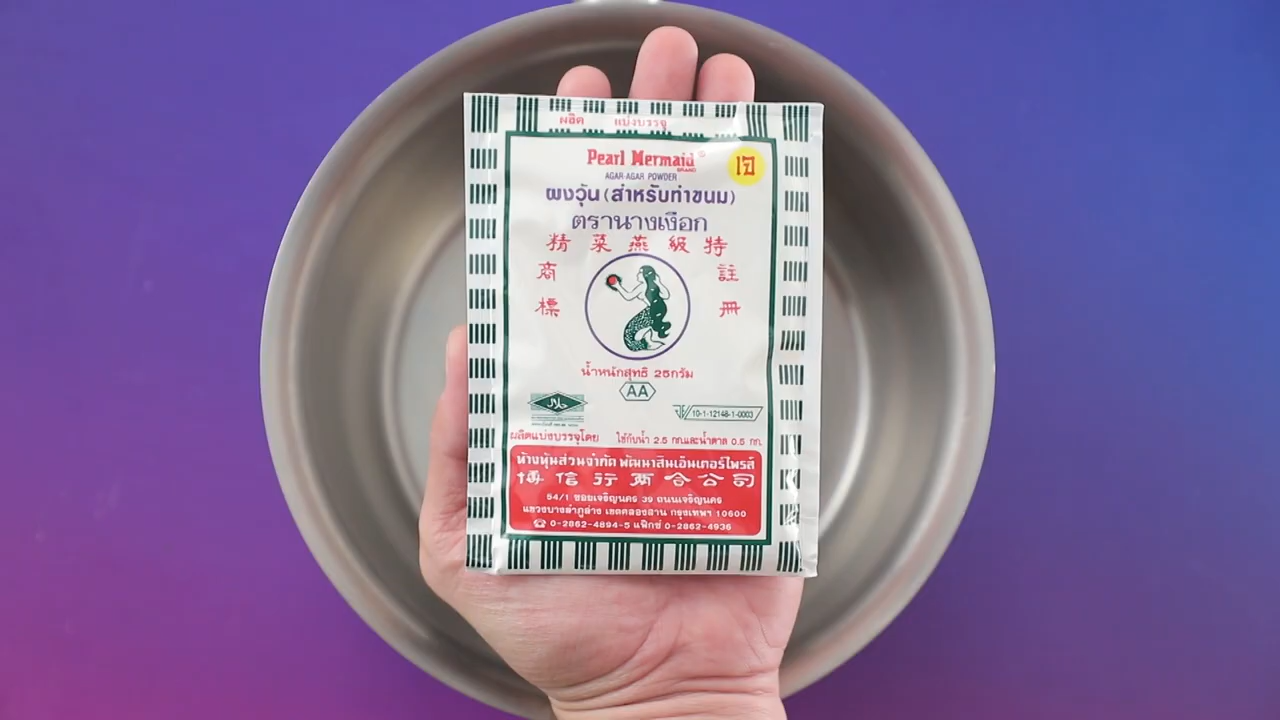 ผลิต แบ่งบรรจุ
Pearl Mermaid ®
BRAND
เจ
AGAR-AGAR POWDER
ผงวุ้น (สำหรับทำขนม)
ตรานางเงือก
精菜燕級特
商 註
標 冊
น้ำหนักสุทธิ 25กรัม
AA
حلال
10-1-12148-1-0003
ผลิตแบ่งบรรจุโดย ใช้กับน้ำ 2.5 กก.และน้ำตาล 0.5 กก.
ห้างหุ้นส่วนจำกัด พัฒนาสินเอ็นเตอร์ไพรส์
博信行兩合公司
54/1 ซอยเจริญนคร 39 ถนนเจริญนคร
แขวงบางลำภูล่าง เขตคลองสาน กรุงเทพฯ 10600
☎ 0-2862-4894-5 แฟ็กซ์ 0-2862-4936